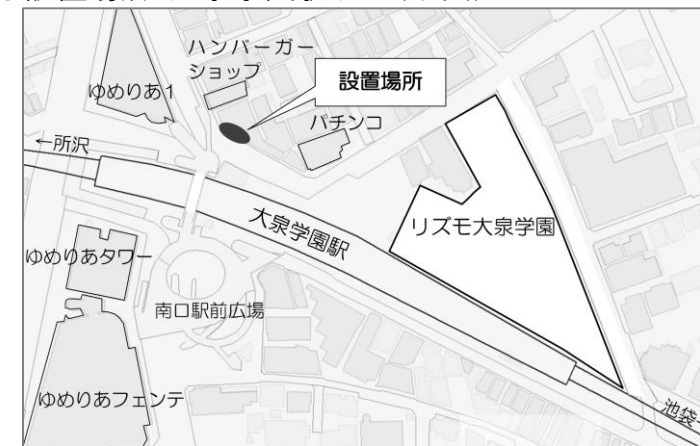 ハンバーガー
ショップ
設置場所
ゆめりあ1
パチンコ
←所沢
大泉学園駅
リズモ大泉学園
ゆめりあタワー
南口駅前広場
ゆめりあフェンテ
池袋